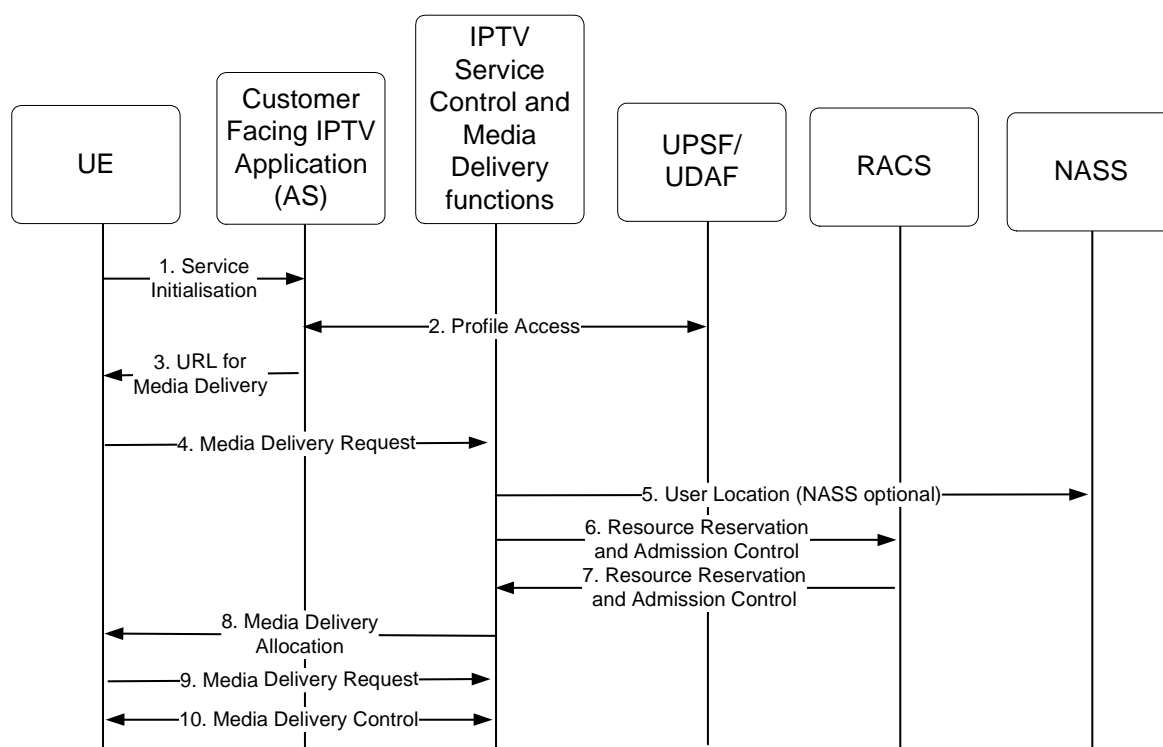 UE
Customer
Facing IPTV
Application
(AS)
IPTV
Service
Control and
Media
Delivery
functions
UPSF/
UDAF
RACS
NASS
1. Service
Initialisation
2. Profile Access
3. URL for
Media Delivery
4. Media Delivery Request
5. User Location (NASS optional)
6. Resource Reservation
and Admission Control
7. Resource Reservation
and Admission Control
8. Media Delivery
Allocation
9. Media Delivery Request
10. Media Delivery Control